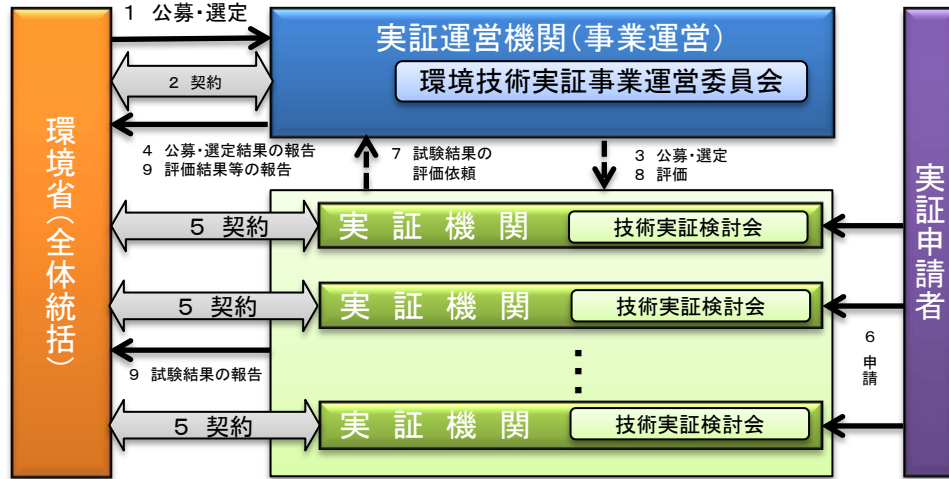 1 公募・選定
実証運営機関(事業運営)
環境技術実証事業運営委員会
2 契約
4 公募・選定結果の報告
9 評価結果等の報告
7 試験結果の
評価依頼
3 公募・選定
8 評価
環境省(全体統括)
実証申請者
5 契約
実証機関
技術実証検討会
5 契約
実証機関
技術実証検討会
9 試験結果の報告
6
申請
5 契約
実証機関
技術実証検討会